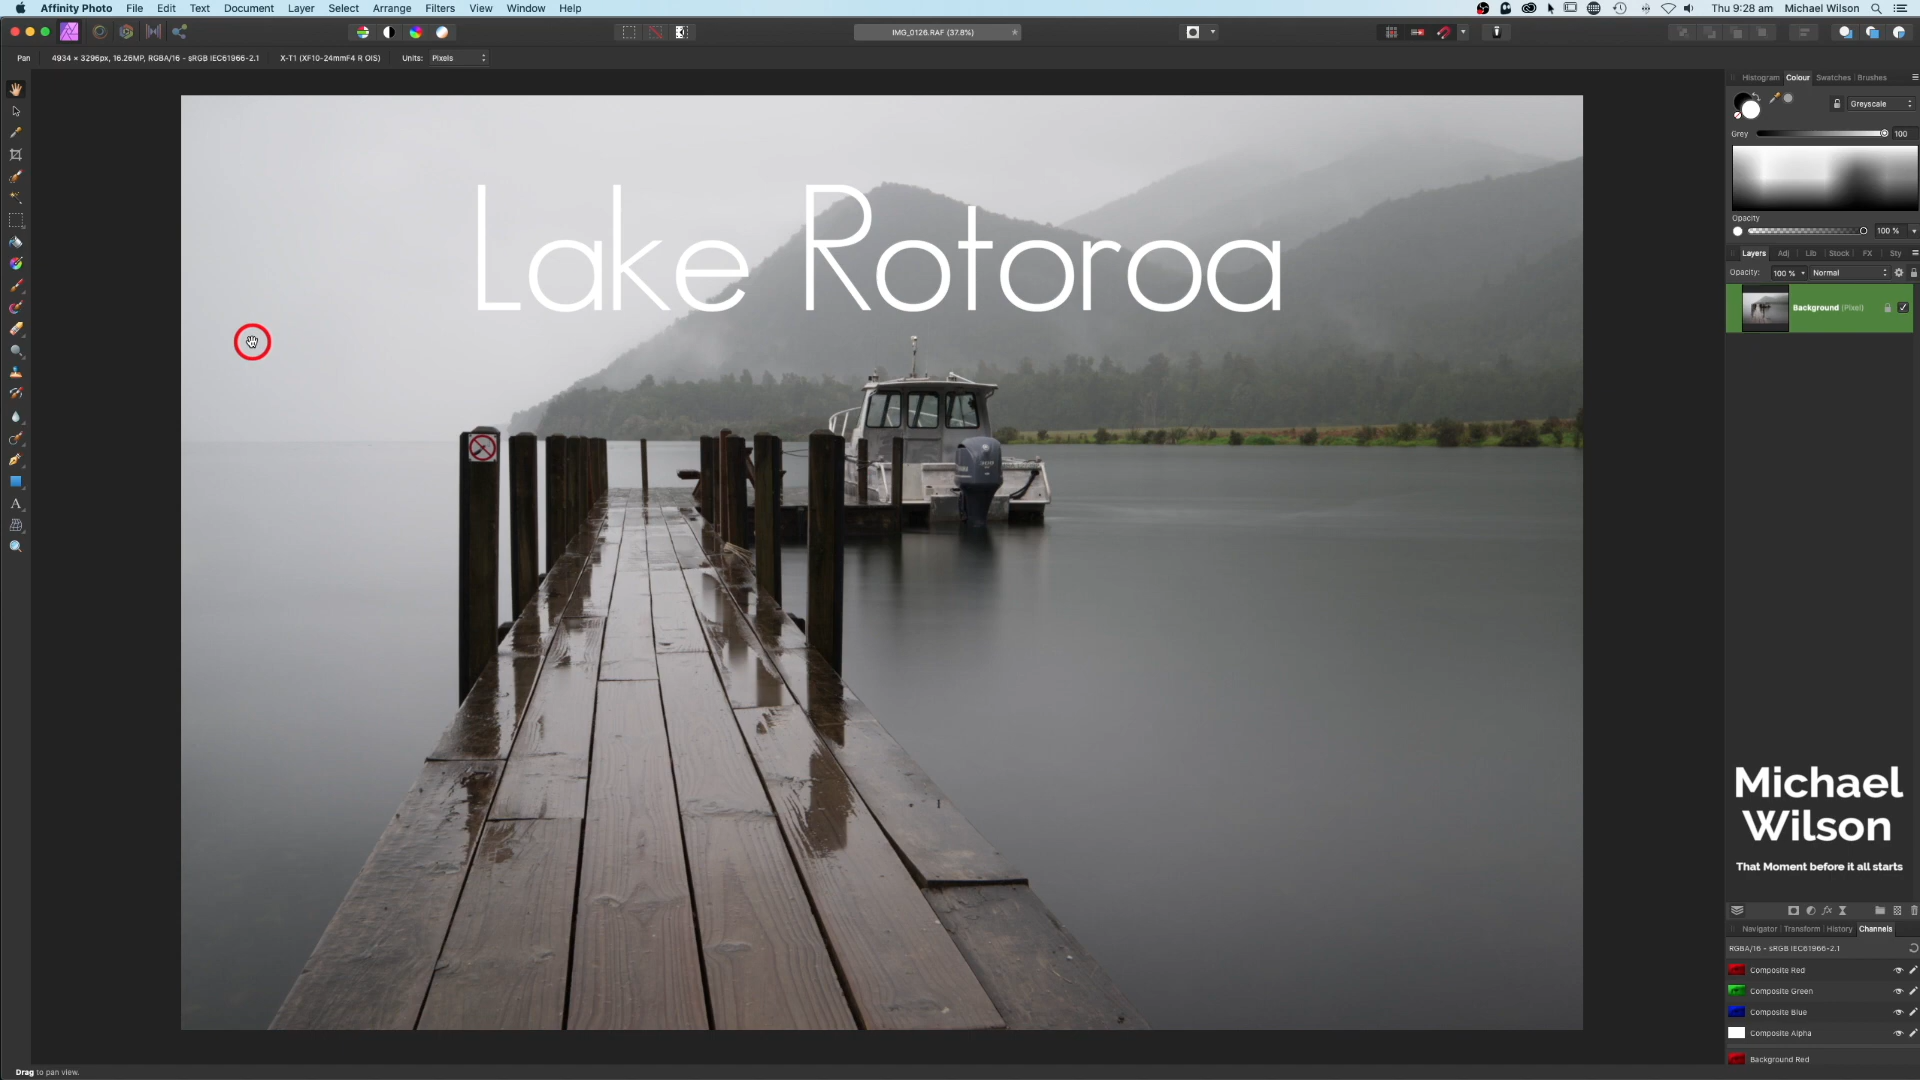 Affinity Photo File Edit Text Document Layer Select Arrange Filters View Window Help Thu 9:28 am Michael Wilson
IMG_0126.RAF (37.8%)
Pan 4934 × 3296px, 16.26MP, RGBA/16 - sRGB IEC61966-2.1 X-T1 (XF10-24mmF4 R OIS) Units: Pixels
Histogram Colour Swatches Brushes
Greyscale
Grey 100
Opacity
100 %
Layers Adj Lib Stock FX Sty
Opacity: 100 % Normal
Background (Pixel)
Lake Rotoroa
Michael
Wilson
That Moment before it all starts
Navigator Transform History Channels
RGBA/16 - sRGB IEC61966-2.1
Composite Red
Composite Green
Composite Blue
Composite Alpha
Background Red
Drag to pan view.